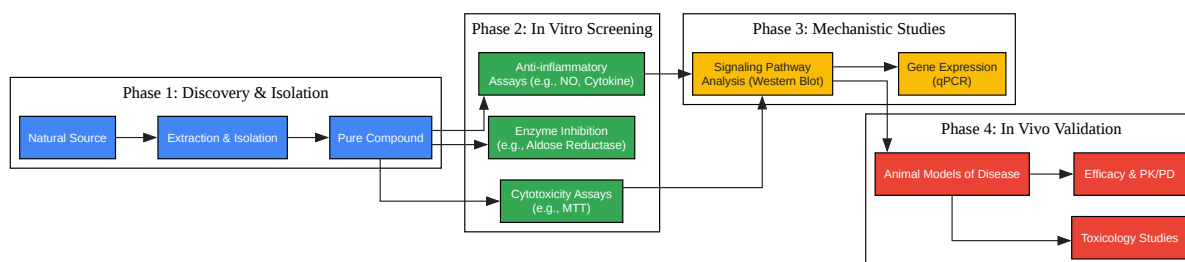 Phase 1: Discovery & Isolation
Natural Source
Extraction & Isolation
Pure Compound
Phase 2: In Vitro Screening
Anti-inflammatory
Assays (e.g., NO, Cytokine)
Enzyme Inhibition
(e.g., Aldose Reductase)
Cytotoxicity Assays
(e.g., MTT)
Phase 3: Mechanistic Studies
Signaling Pathway
Analysis (Western Blot)
Gene Expression
(qPCR)
Phase 4: In Vivo Validation
Animal Models of Disease
Efficacy & PK/PD
Toxicology Studies